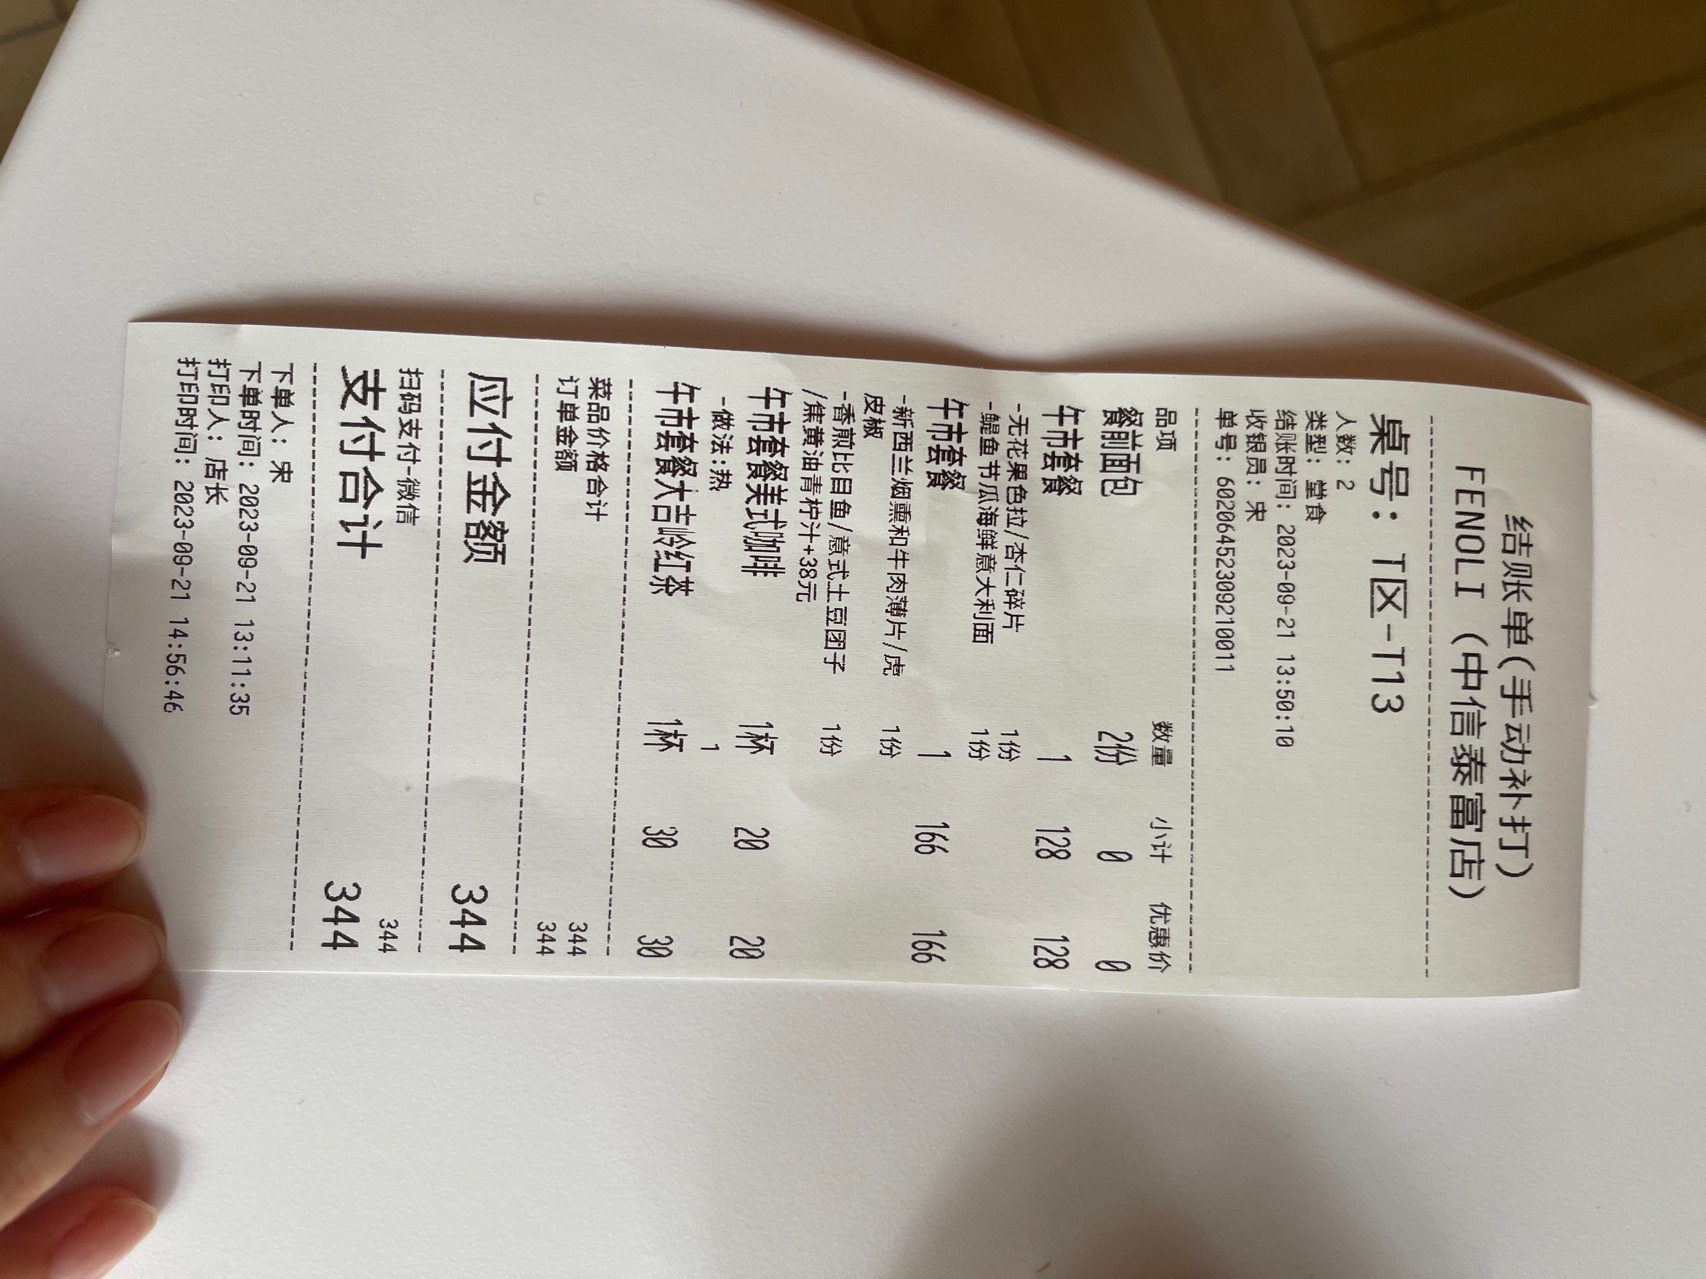 结账单(手动补打)
FENOLI (中信泰富店)
桌号: T区-T13
人数: 2
类型: 堂食
结账时间: 2023-09-21 13:50:10
收银员: 宋
单号: 60206452309210011
品项 数量 小计 优惠价
餐前面包 2份 0 0
午市套餐 1 128 128
-无花果色拉/杏仁碎片 1份
-鳀鱼节瓜海鲜意大利面 1份
午市套餐 1 166 166
-新西兰烟熏和牛肉薄片/虎 1份
皮椒
-香煎比目鱼/意式土豆团子 1份
/焦黄油青柠汁+38元
午市套餐美式咖啡 1杯 20 20
-做法:热 1
午市套餐大吉岭红茶 1杯 30 30
菜品价格合计 344
订单金额 344
应付金额 344
扫码支付-微信 344
支付合计 344
下单人: 宋
下单时间: 2023-09-21 13:11:35
打印人: 店长
打印时间: 2023-09-21 14:56:46